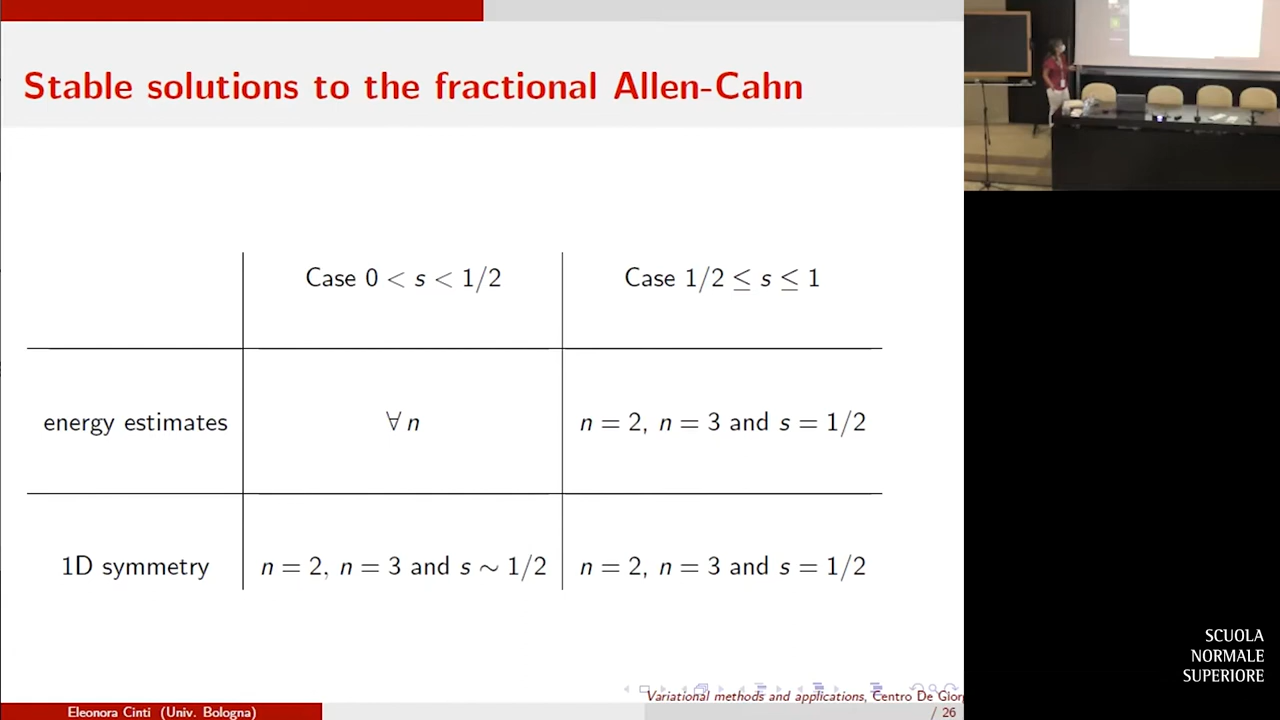 Stable solutions to the fractional Allen-Cahn
Case 0 < s < 1/2
Case 1/2 ≤ s ≤ 1
energy estimates
∀ n
n = 2, n = 3 and s = 1/2
1D symmetry
n = 2, n = 3 and s ∼ 1/2
n = 2, n = 3 and s = 1/2
Variational methods and applications, Centro De Gior
Eleonora Cinti (Univ. Bologna)
/ 26
SCUOLA
NORMALE
SUPERIORE